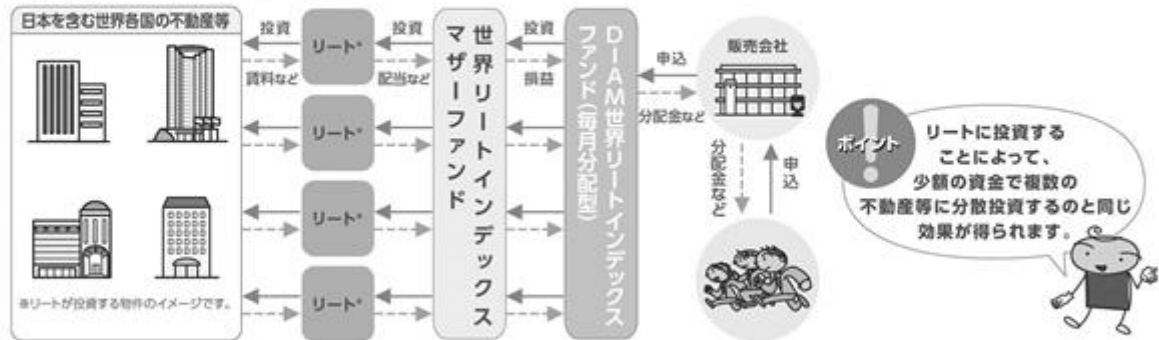 日本を含む世界各国の不動産等
※リートが投資する物件のイメージです。
投資
賃料など
リート*
リート*
リート*
リート*
投資
配当など
世界リートインデックス
マザーファンド
投資
損益
DIAM世界リートインデックス
ファンド(毎月分配型)
申込
分配金など
販売会社
分配金など
申込
ポイント
リートに投資する
ことによって、
少額の資金で複数の
不動産等に分散投資するのと同じ
効果が得られます。